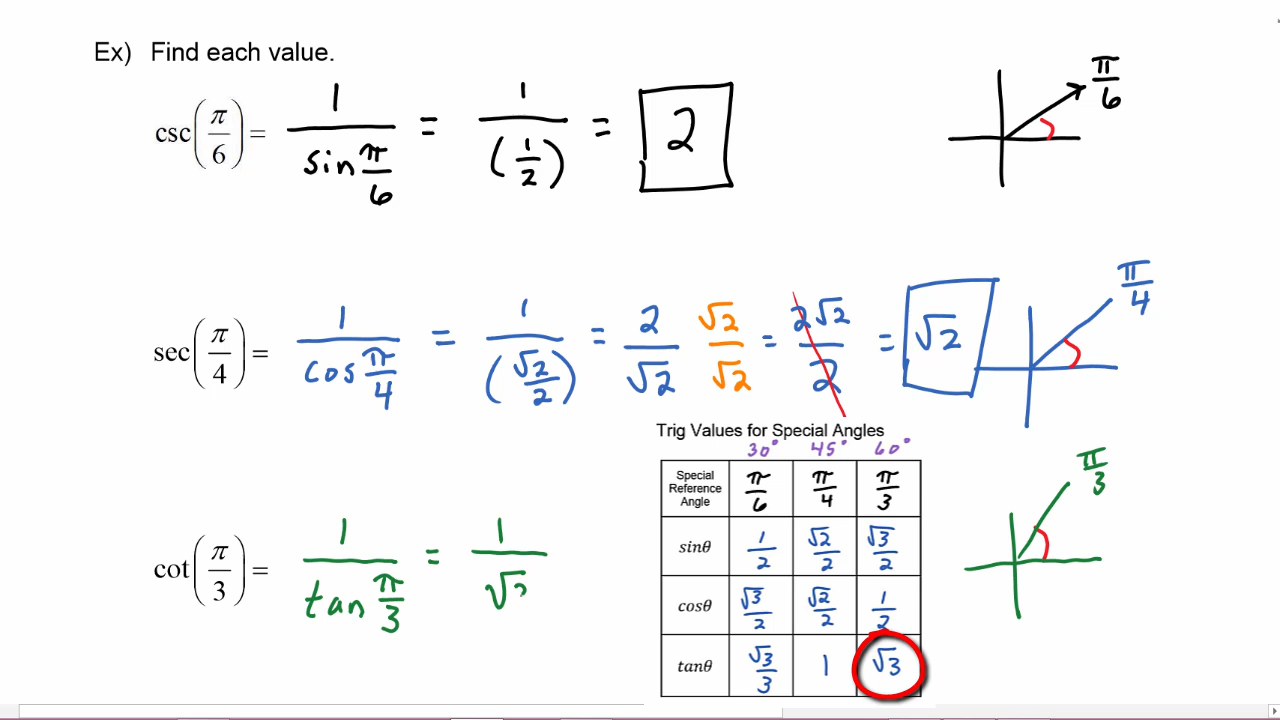 Ex) Find each value.
csc(π/6) = 1/(sin π/6) = 1/(1/2) = 2
π/6
sec(π/4) = 1/(cos π/4) = 1/(√2/2) = 2/√2 √2/√2 = 2√2/2 = √2
π/4
cot(π/3) = 1/(tan π/3) = 1/√
π/3
Trig Values for Special Angles
30° 45° 60°
Special Reference Angle π/6 π/4 π/3
sinθ 1/2 √2/2 √3/2
cosθ √3/2 √2/2 1/2
tanθ √3/3 1 √3